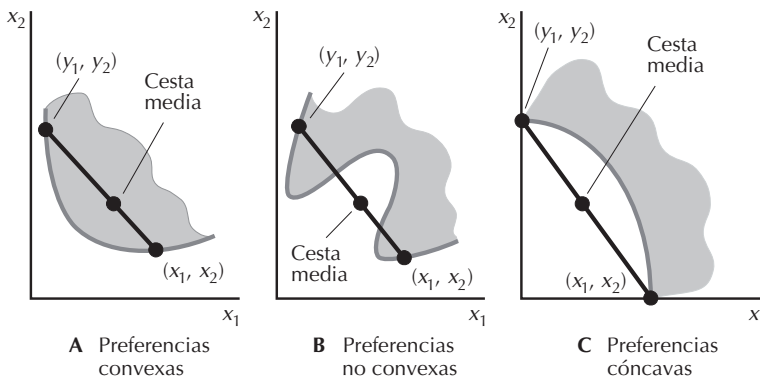 x2
(y1, y2)
Cesta
media
(x1, x2)
x1
A Preferencias
convexas
x2
(y1, y2)
Cesta
media
(x1, x2)
x1
B Preferencias
no convexas
x2
(y1, y2)
Cesta
media
(x1, x2)
x
C Preferencias
cóncavas